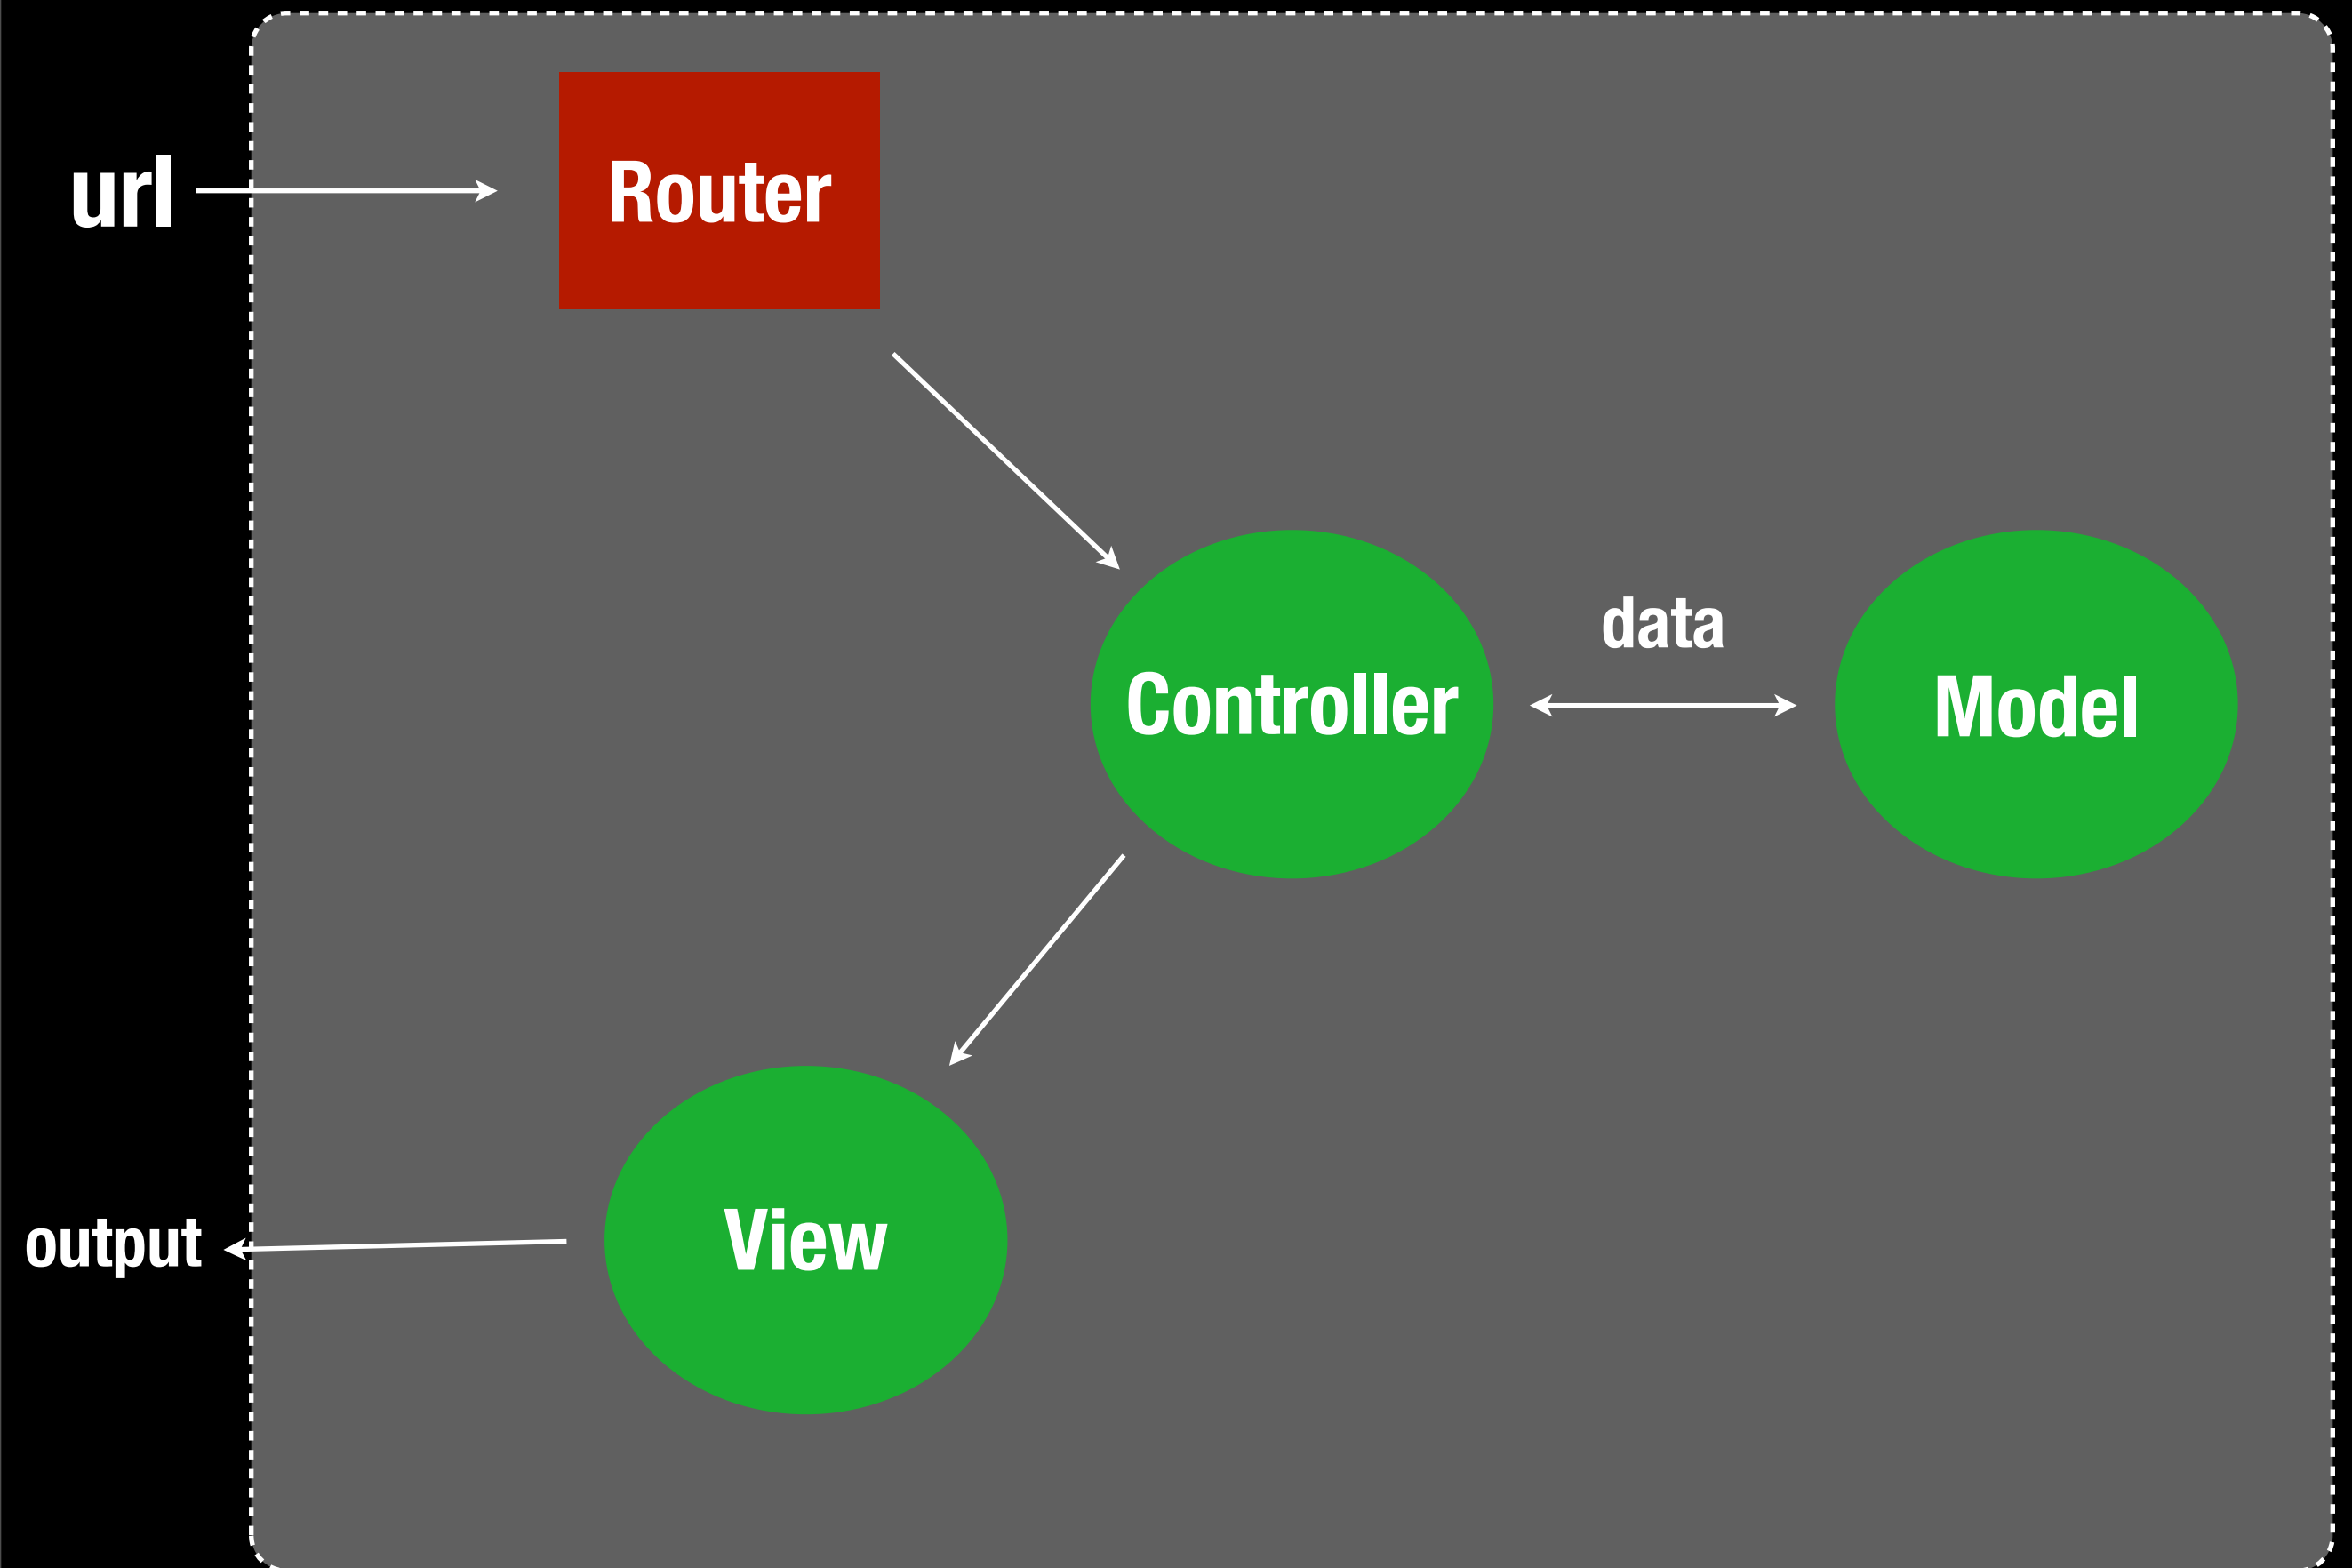 url
Router
data
Controller
Model
View
output